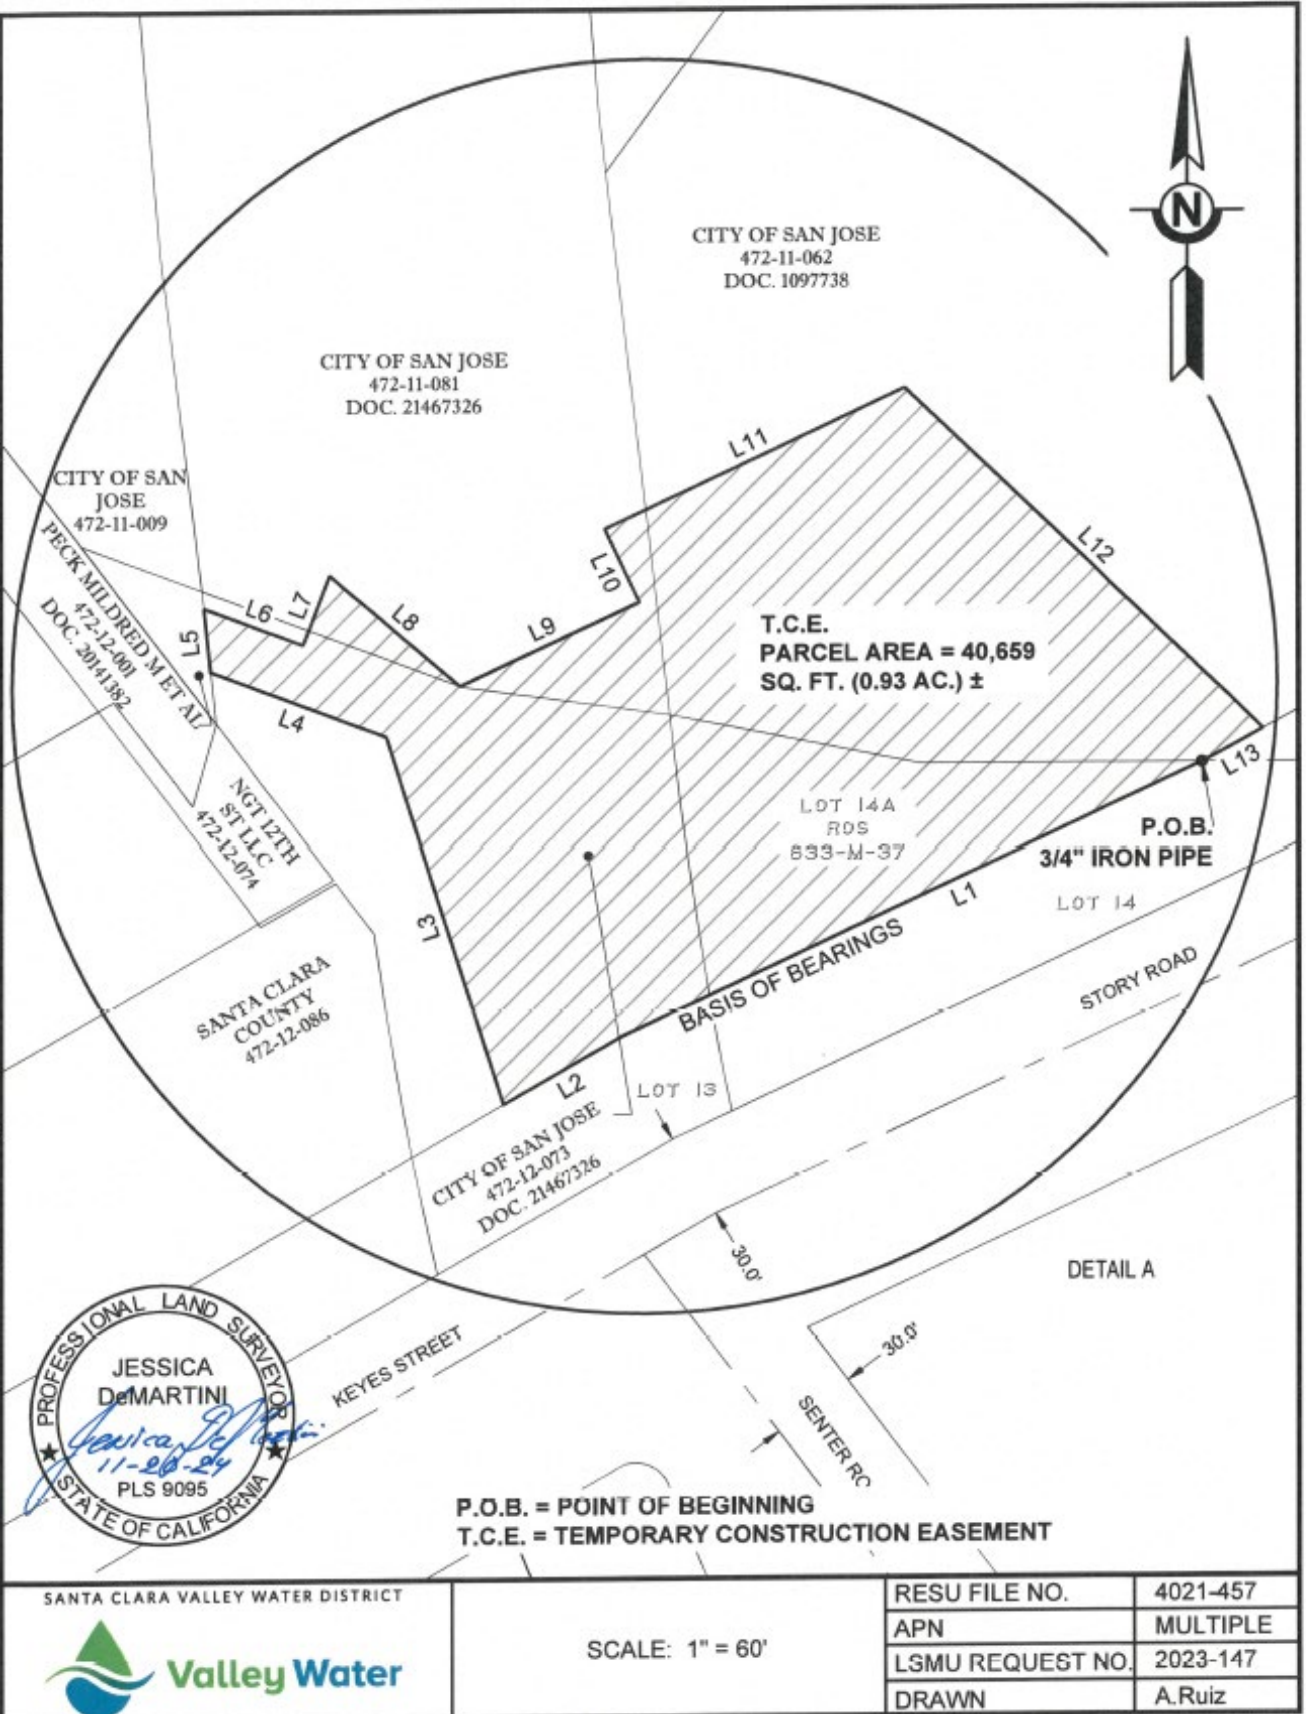 N
CITY OF SAN JOSE
472-11-062
DOC. 1097738
CITY OF SAN JOSE
472-11-081
DOC. 21467326
CITY OF SAN
JOSE
472-11-009
PECK MILDRED M ET AL
472-12-001
DOC. 20141382
L11
L12
L10
L9
L8
L7
L6
L5
L4
L3
T.C.E.
PARCEL AREA = 40,659
SQ. FT. (0.93 AC.) ±
L13
NGT 12TH
ST LLC
472-12-074
LOT 14A
ROS
833-M-37
P.O.B.
3/4" IRON PIPE
L1
LOT 14
BASIS OF BEARINGS
STORY ROAD
SANTA CLARA
COUNTY
472-12-086
L2
LOT 13
CITY OF SAN JOSE
472-12-073
DOC. 21467326
30.0'
DETAIL A
30.0'
KEYES STREET
SENTER RO
PROFESSIONAL LAND SURVEYOR
JESSICA
DeMARTINI
11-20-24
PLS 9095
STATE OF CALIFORNIA
P.O.B. = POINT OF BEGINNING
T.C.E. = TEMPORARY CONSTRUCTION EASEMENT
SANTA CLARA VALLEY WATER DISTRICT
Valley Water
SCALE: 1" = 60'
RESU FILE NO. 4021-457
APN MULTIPLE
LSMU REQUEST NO. 2023-147
DRAWN A.Ruiz